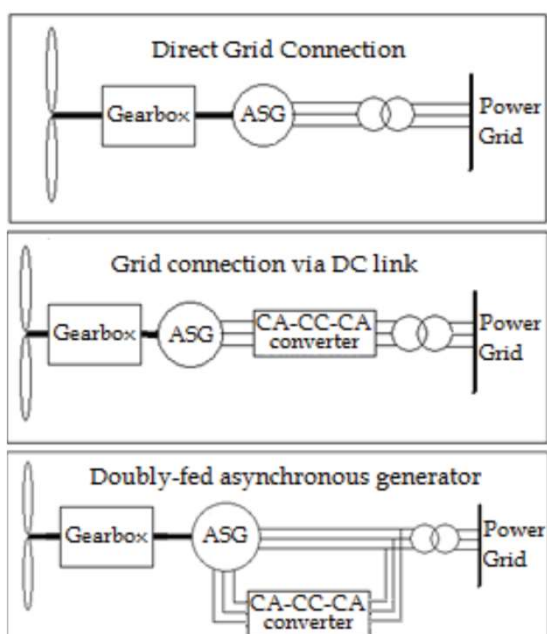 Direct Grid Connection
Gearbox
ASG
Power
Grid
Grid connection via DC link
Gearbox
ASG
CA-CC-CA
converter
Power
Grid
Doubly-fed asynchronous generator
Gearbox
ASG
Power
Grid
CA-CC-CA
converter